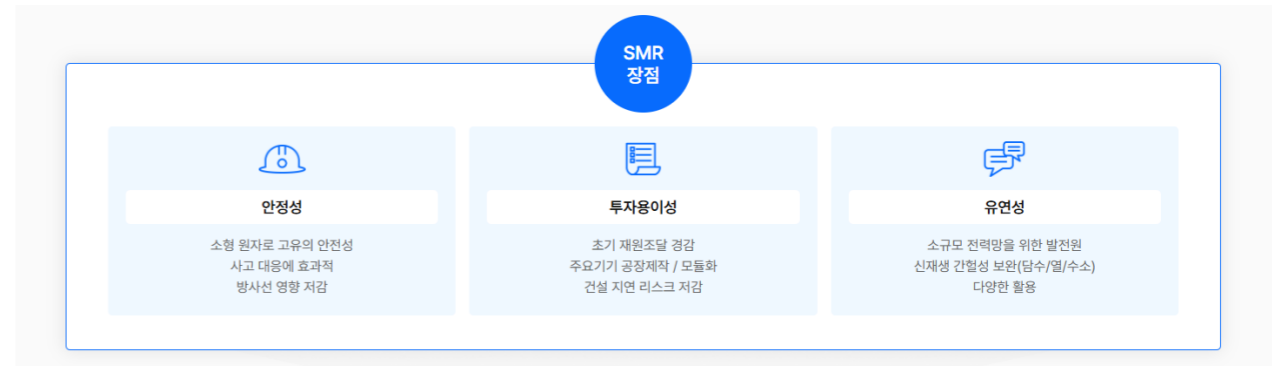 SMR
장점
안정성
소형 원자로 고유의 안전성
사고 대응에 효과적
방사선 영향 저감
투자용이성
초기 재원조달 경감
주요기기 공장제작 / 모듈화
건설 지연 리스크 저감
유연성
소규모 전력망을 위한 발전원
신재생 간헐성 보완(담수/열/수소)
다양한 활용